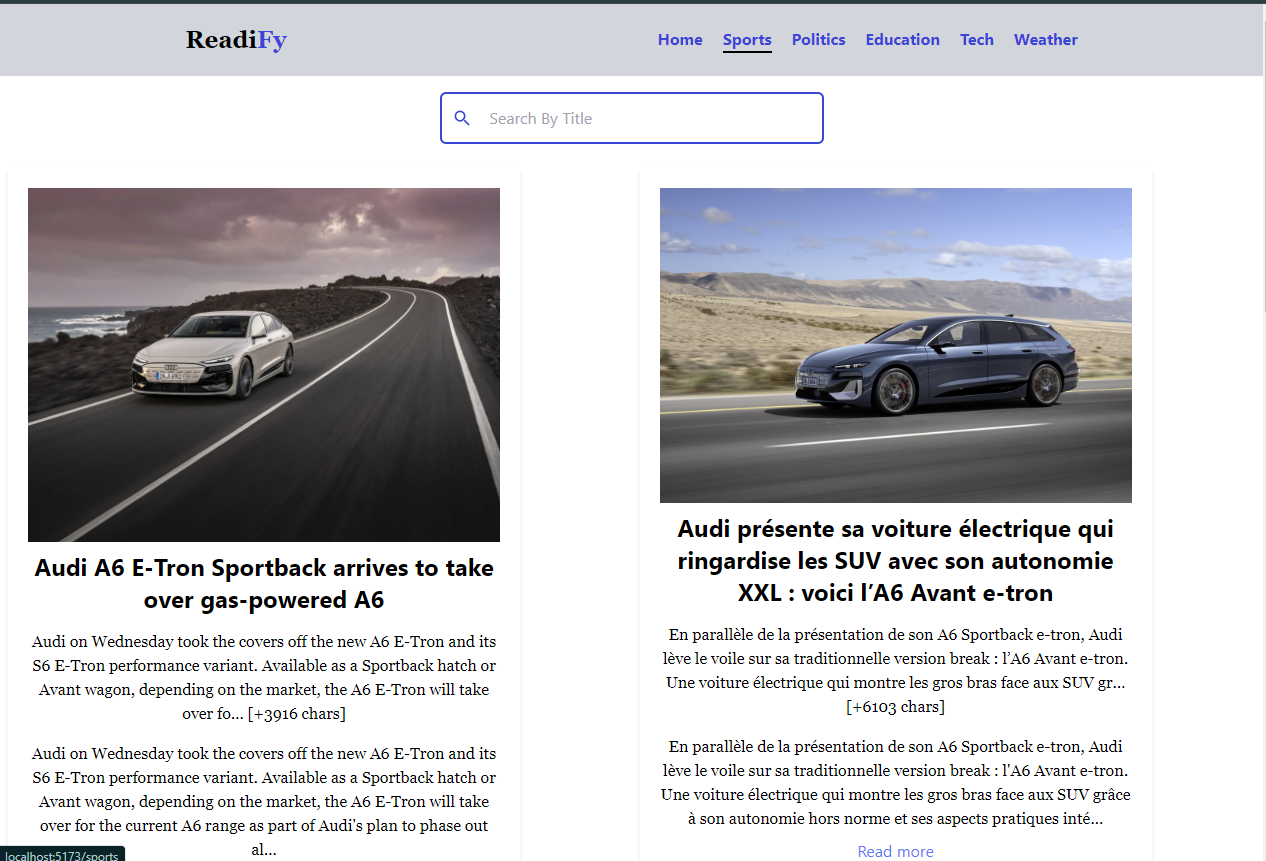 ReadiFy
Home Sports Politics Education Tech Weather
Search By Title
Audi A6 E-Tron Sportback arrives to take
over gas-powered A6
Audi on Wednesday took the covers off the new A6 E-Tron and its
S6 E-Tron performance variant. Available as a Sportback hatch or
Avant wagon, depending on the market, the A6 E-Tron will take
over fo… [+3916 chars]
Audi on Wednesday took the covers off the new A6 E-Tron and its
S6 E-Tron performance variant. Available as a Sportback hatch or
Avant wagon, depending on the market, the A6 E-Tron will take
over for the current A6 range as part of Audi's plan to phase out
al...
Audi présente sa voiture électrique qui
ringardise les SUV avec son autonomie
XXL : voici l’A6 Avant e-tron
En parallèle de la présentation de son A6 Sportback e-tron, Audi
lève le voile sur sa traditionnelle version break : l’A6 Avant e-tron.
Une voiture électrique qui montre les gros bras face aux SUV gr…
[+6103 chars]
En parallèle de la présentation de son A6 Sportback e-tron, Audi
lève le voile sur sa traditionnelle version break : l'A6 Avant e-tron.
Une voiture électrique qui montre les gros bras face aux SUV grâce
à son autonomie hors norme et ses aspects pratiques inté…
Read more
localhost:5173/sports